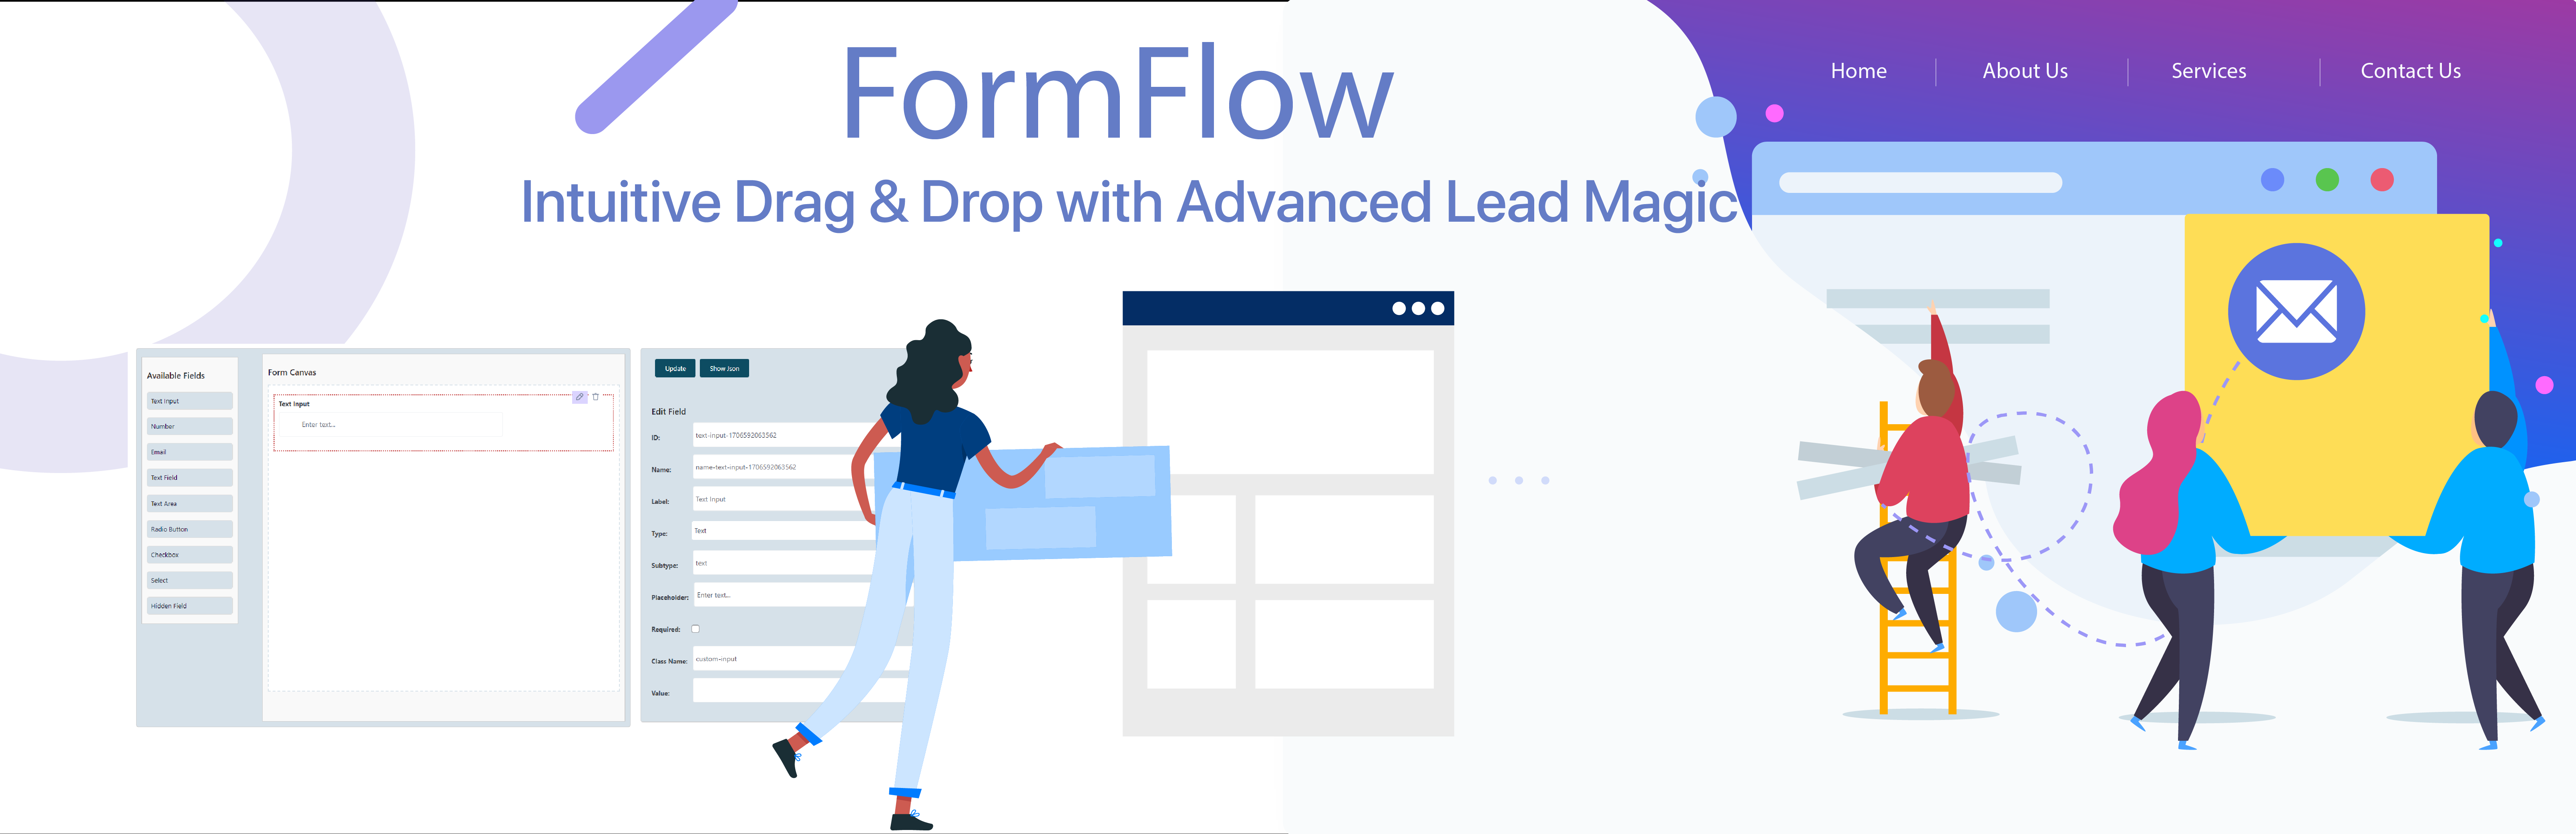 FormFlow
Intuitive Drag & Drop with Advanced Lead Magic
Home
About Us
Services
Contact Us
Available Fields
Text Input
Number
Email
Text Field
Text Area
Radio Button
Checkbox
Select
Hidden Field
Form Canvas
Text Input
Enter text...
Update
Show Json
Edit Field
ID:
text-input-1706592063562
Name:
name-text-input-1706592063562
Label:
Text Input
Type:
Text
Subtype:
text
Placeholder:
Enter text...
Required:
Class Name:
custom-input
Value: